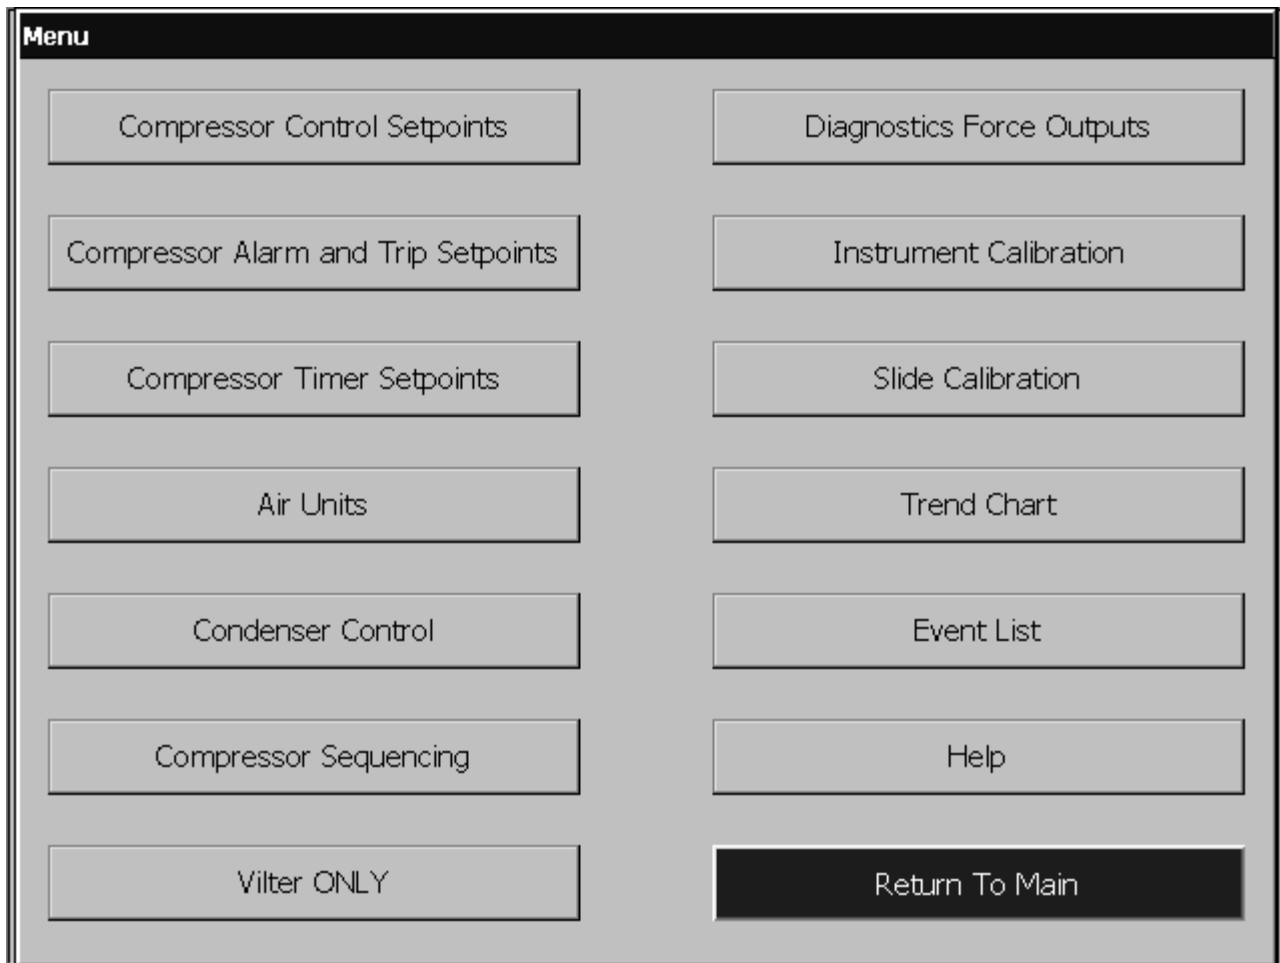 Menu
Compressor Control Setpoints
Diagnostics Force Outputs
Compressor Alarm and Trip Setpoints
Instrument Calibration
Compressor Timer Setpoints
Slide Calibration
Air Units
Trend Chart
Condenser Control
Event List
Compressor Sequencing
Help
Vilter ONLY
Return To Main